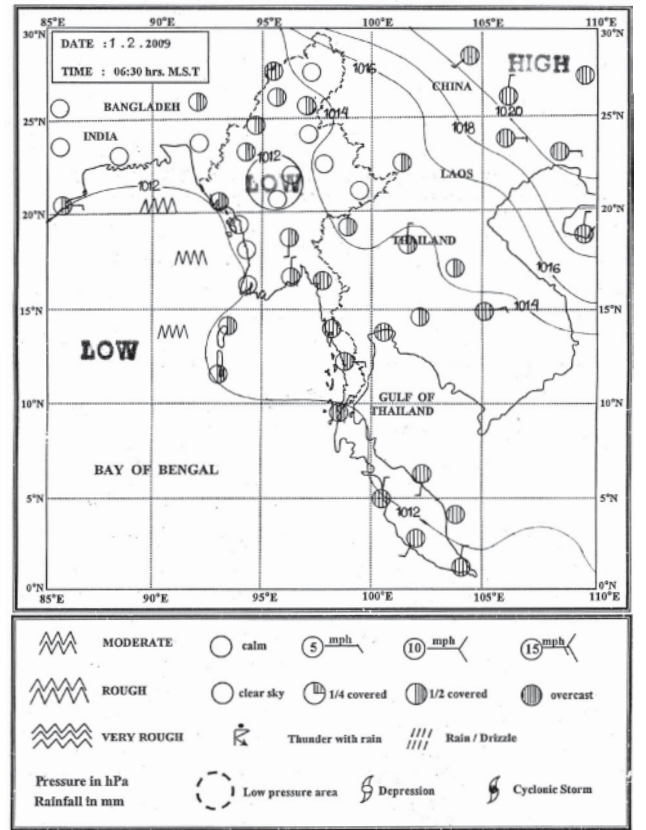 85°E 90°E 95°E 100°E 105°E 110°E
30°N 30°N
DATE : 1.2.2009
TIME : 06:30 hrs. M.S.T
HIGH
1016
CHINA
BANGLADEH
1014
1020
25°N 25°N
INDIA
1018
1012
LOW
LAOS
1012
20°N 20°N
THAILAND
1016
15°N 1014 15°N
LOW
GULF OF
THAILAND
10°N 10°N
BAY OF BENGAL
5°N 5°N
1012
0°N 0°N
85°E 90°E 95°E 100°E 105°E 110°E
MODERATE calm 5 mph 10 mph 15 mph
ROUGH clear sky 1/4 covered 1/2 covered overcast
VERY ROUGH Thunder with rain Rain / Drizzle
Pressure in hPa
Rainfall in mm
Low pressure area Depression Cyclonic Storm